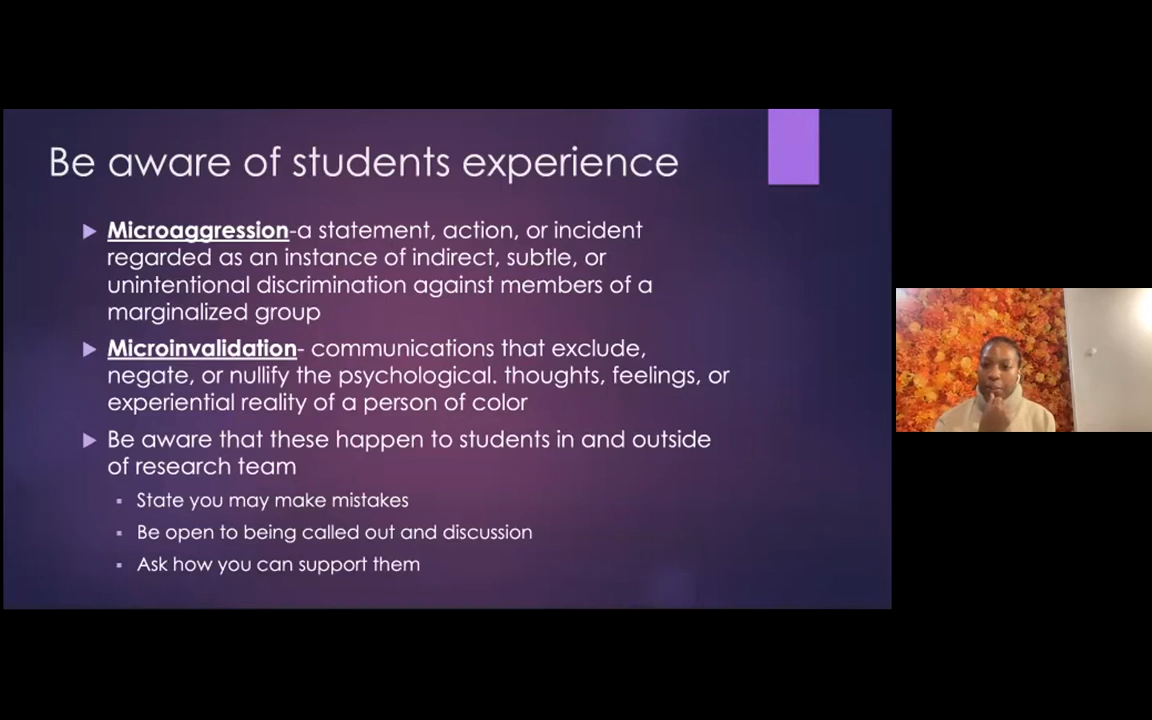 Be aware of students experience
Microaggression-a statement, action, or incident
regarded as an instance of indirect, subtle, or
unintentional discrimination against members of a
marginalized group
Microinvalidation- communications that exclude,
negate, or nullify the psychological. thoughts, feelings, or
experiential reality of a person of color
Be aware that these happen to students in and outside
of research team
State you may make mistakes
Be open to being called out and discussion
Ask how you can support them